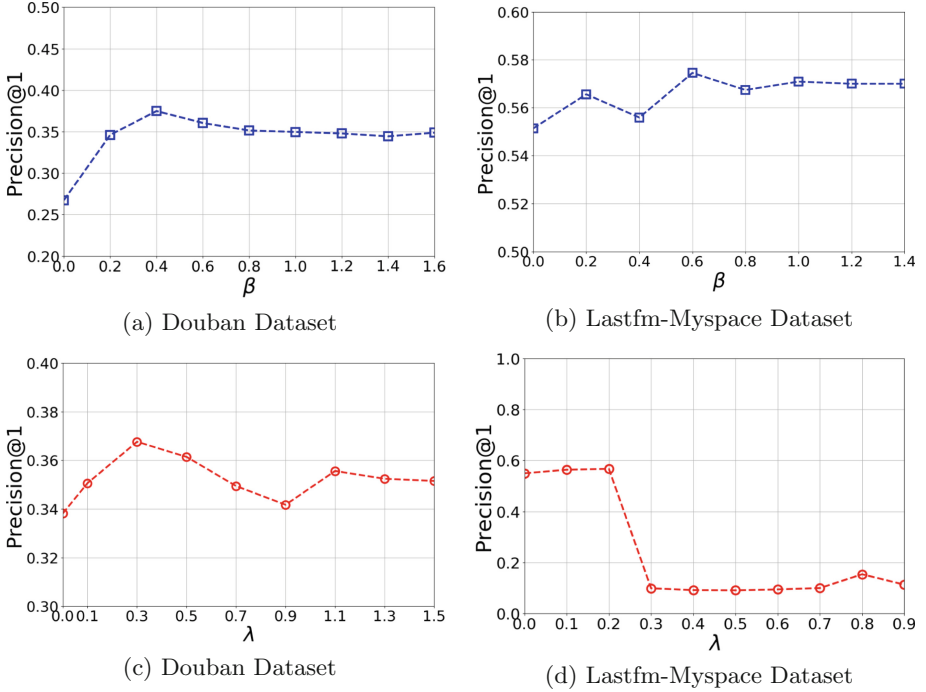 0.50
0.45
0.40
0.35
0.30
0.25
0.20
Precision@1
0.0 0.2 0.4 0.6 0.8 1.0 1.2 1.4 1.6
β
(a) Douban Dataset
0.60
0.58
0.56
0.54
0.52
0.50
Precision@1
0.0 0.2 0.4 0.6 0.8 1.0 1.2 1.4
β
(b) Lastfm-Myspace Dataset
0.40
0.38
0.36
0.34
0.32
0.30
Precision@1
0.0 0.1 0.3 0.5 0.7 0.9 1.1 1.3 1.5
λ
(c) Douban Dataset
1.0
0.8
0.6
0.4
0.2
0.0
Precision@1
0.0 0.1 0.2 0.3 0.4 0.5 0.6 0.7 0.8 0.9
λ
(d) Lastfm-Myspace Dataset